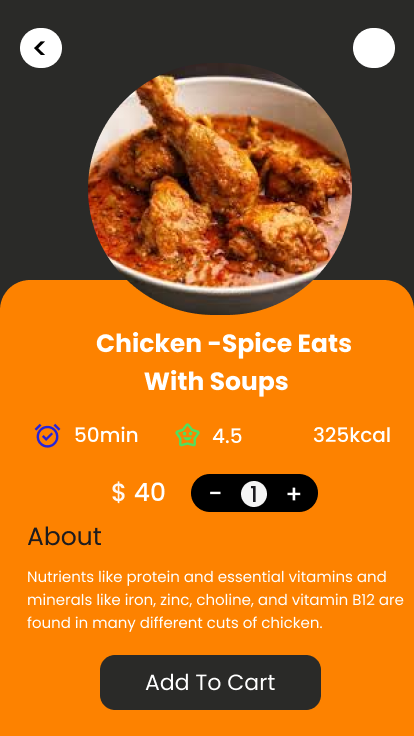 <
Chicken -Spice Eats
With Soups
50min 4.5 325kcal
$ 40 - 1 +
About
Nutrients like protein and essential vitamins and
minerals like iron, zinc, choline, and vitamin B12 are
found in many different cuts of chicken.
Add To Cart